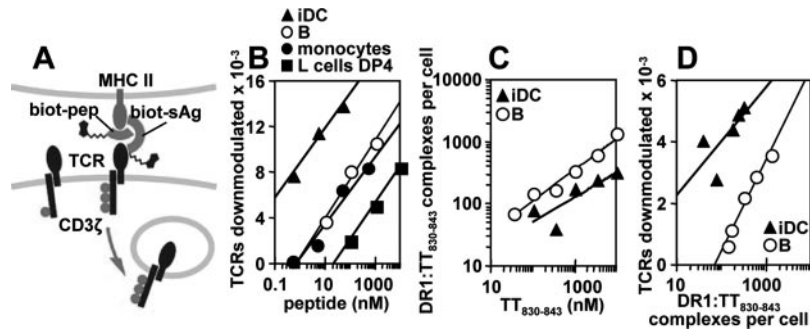 A
MHC II
biot-pep
biot-sAg
TCR
CD3ζ
▲ iDC
○ B
● monocytes
■ L cells DP4
B
TCRs downmodulated x 10⁻³
16
12
8
4
0
0.1
10
1000
peptide (nM)
C
▲ iDC
○ B
DR1:TT₈₃₀₋₈₄₃ complexes per cell
10000
1000
100
10
10
1000
TT₈₃₀₋₈₄₃ (nM)
D
TCRs downmodulated x 10⁻³
6
4
2
0
▲ iDC
○ B
10
1000
DR1:TT₈₃₀₋₈₄₃
complexes per cell